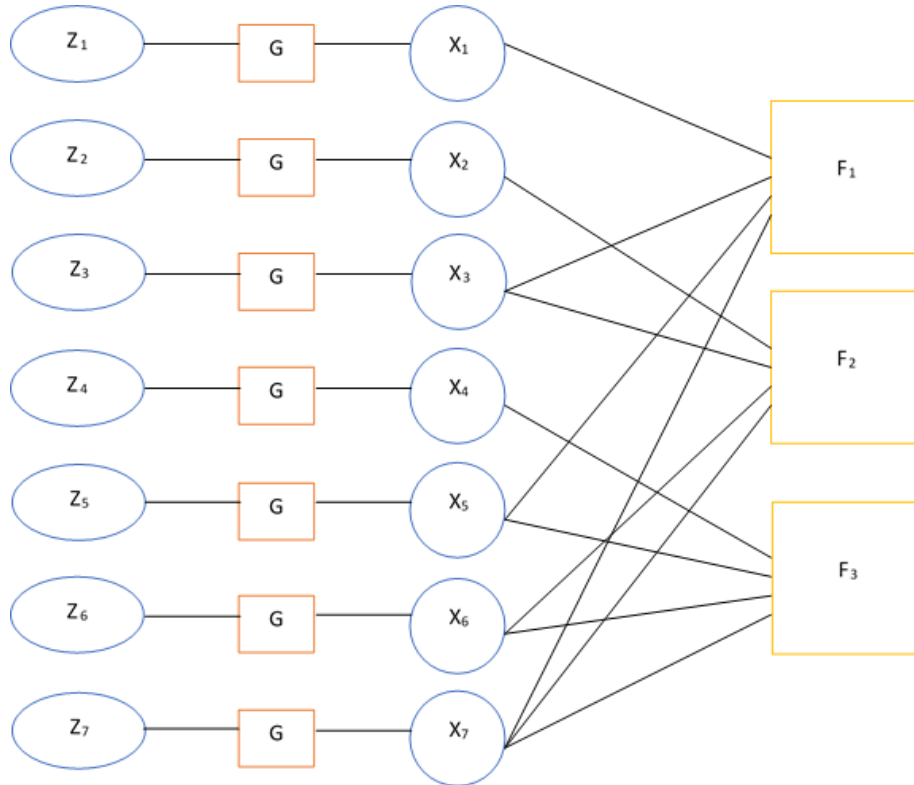 Z₁ G X₁
F₁
Z₂ G X₂
Z₃ G X₃
F₂
Z₄ G X₄
Z₅ G X₅
F₃
Z₆ G X₆
Z₇ G X₇